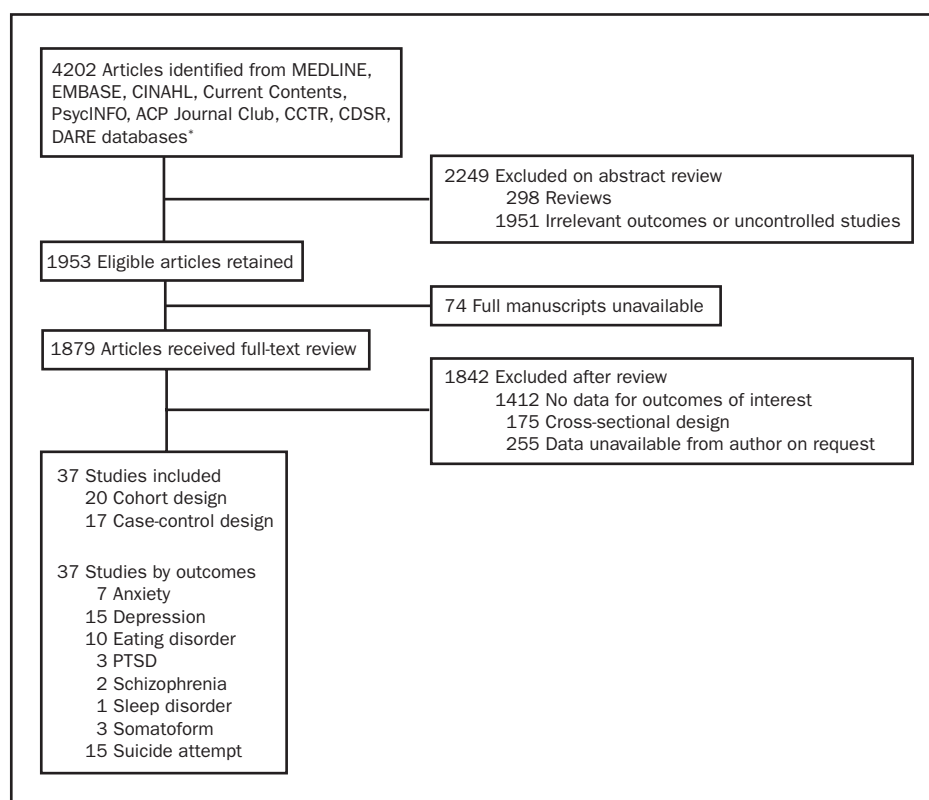 4202 Articles identified from MEDLINE,
EMBASE, CINAHL, Current Contents,
PsycINFO, ACP Journal Club, CCTR, CDSR,
DARE databases*
2249 Excluded on abstract review
298 Reviews
1951 Irrelevant outcomes or uncontrolled studies
1953 Eligible articles retained
74 Full manuscripts unavailable
1879 Articles received full-text review
1842 Excluded after review
1412 No data for outcomes of interest
175 Cross-sectional design
255 Data unavailable from author on request
37 Studies included
20 Cohort design
17 Case-control design
37 Studies by outcomes
7 Anxiety
15 Depression
10 Eating disorder
3 PTSD
2 Schizophrenia
1 Sleep disorder
3 Somatoform
15 Suicide attempt